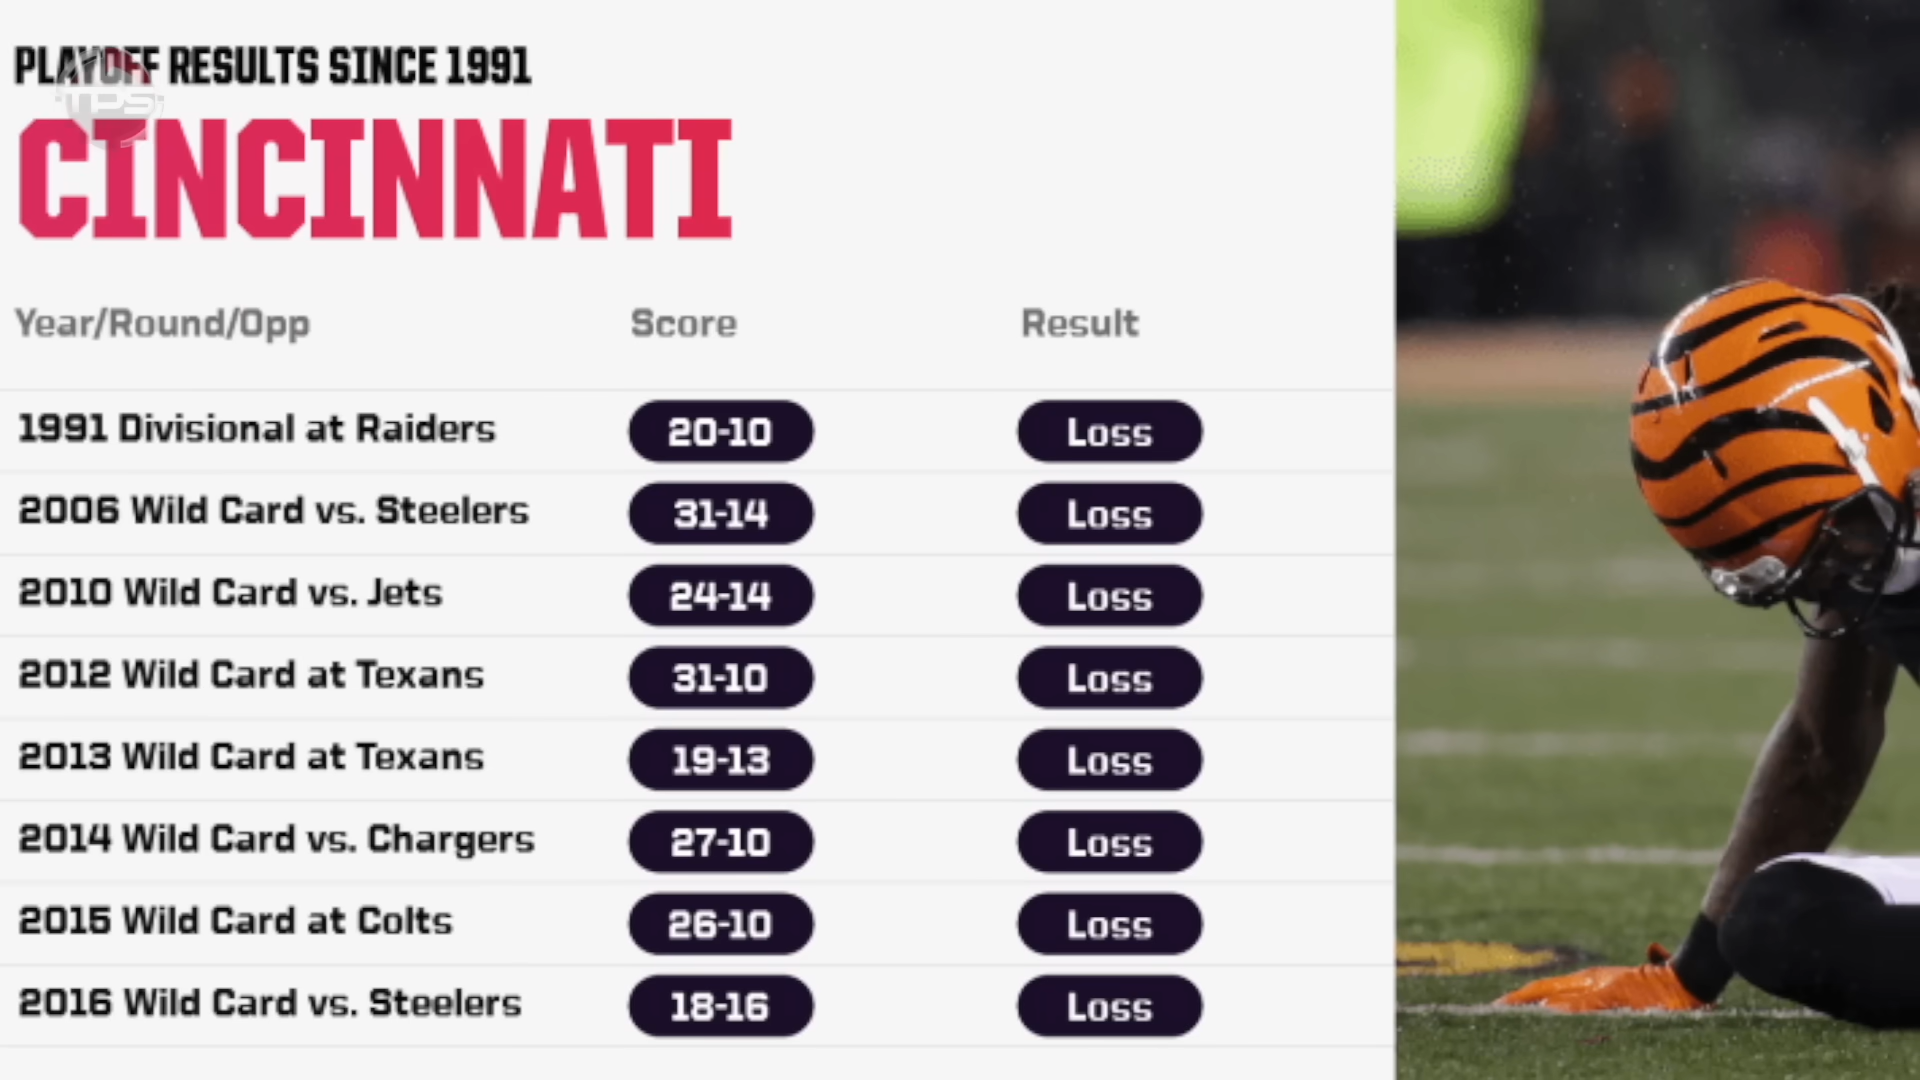 PLAYOFF RESULTS SINCE 1991
TPS
CINCINNATI
Year/Round/Opp Score Result
1991 Divisional at Raiders 20-10 Loss
2006 Wild Card vs. Steelers 31-14 Loss
2010 Wild Card vs. Jets 24-14 Loss
2012 Wild Card at Texans 31-10 Loss
2013 Wild Card at Texans 19-13 Loss
2014 Wild Card vs. Chargers 27-10 Loss
2015 Wild Card at Colts 26-10 Loss
2016 Wild Card vs. Steelers 18-16 Loss